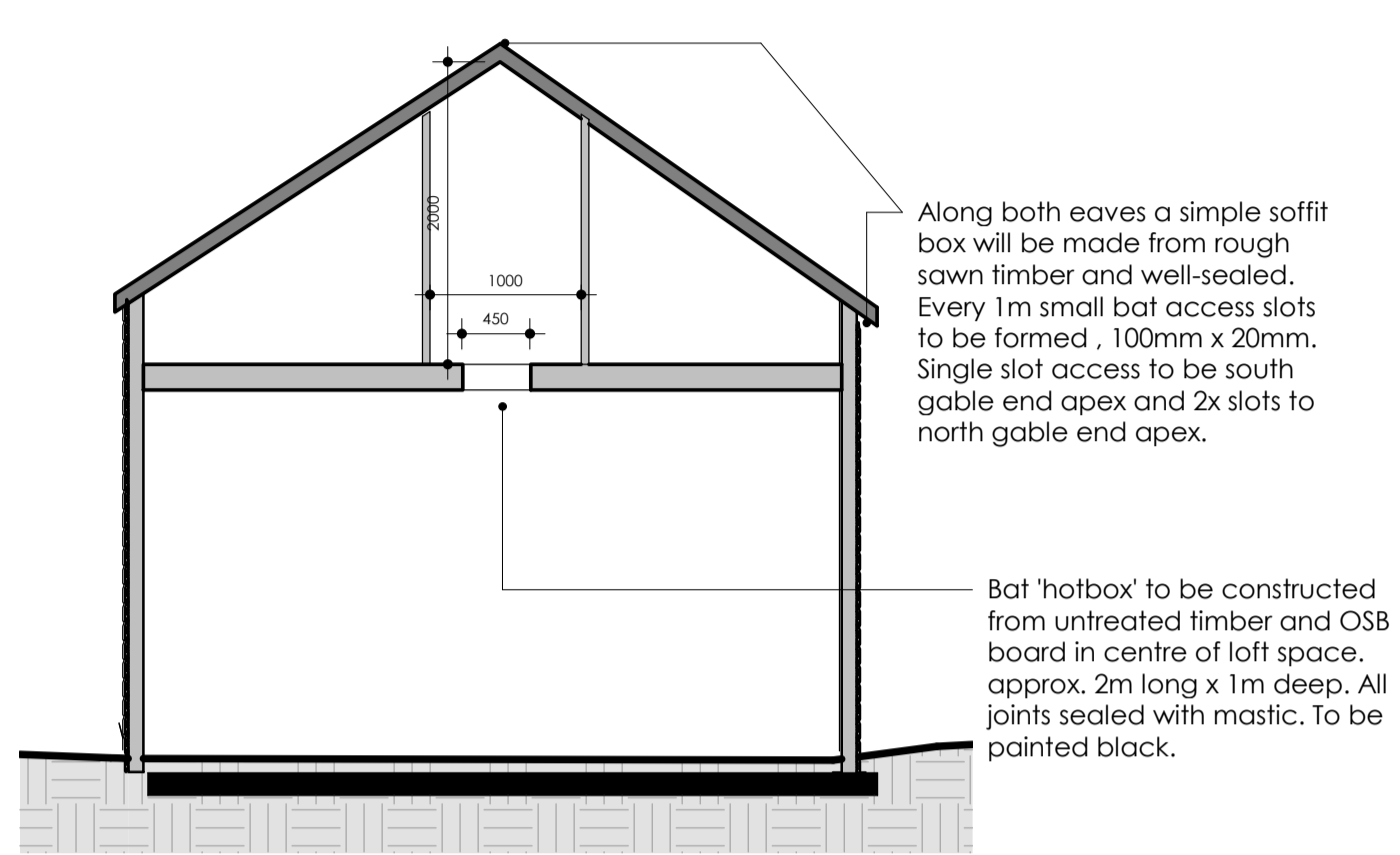 2000
1000
450
Along both eaves a simple soffit
box will be made from rough
sawn timber and well-sealed.
Every 1m small bat access slots
to be formed , 100mm x 20mm.
Single slot access to be south
gable end apex and 2x slots to
north gable end apex.
Bat 'hotbox' to be constructed
from untreated timber and OSB
board in centre of loft space.
approx. 2m long x 1m deep. All
joints sealed with mastic. To be
painted black.